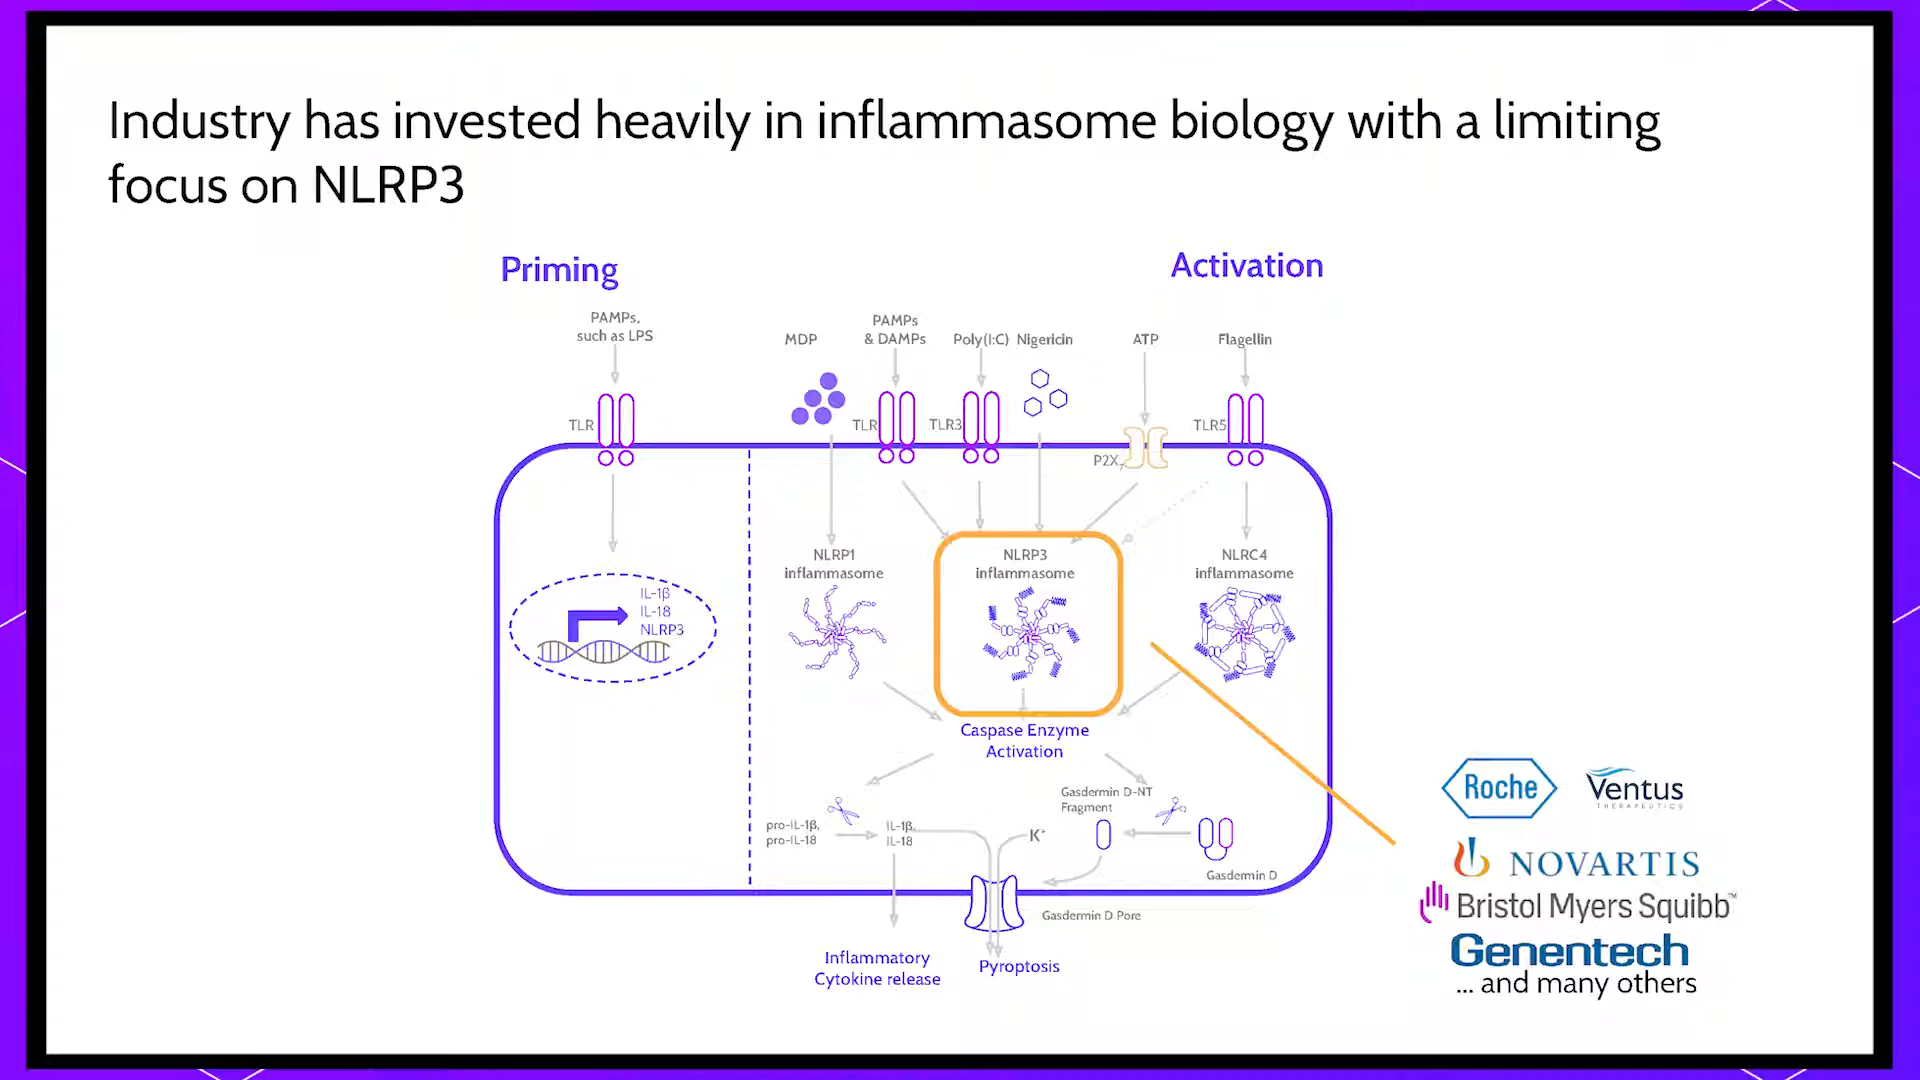 Industry has invested heavily in inflammasome biology with a limiting
focus on NLRP3
Priming
Activation
PAMPs,
such as LPS
MDP
PAMPs
& DAMPs
Poly(I:C)
Nigericin
ATP
Flagellin
TLR
TLR
TLR3
P2X7
TLR5
IL-1β
IL-18
NLRP3
NLRP1
inflammasome
NLRP3
inflammasome
NLRC4
inflammasome
Caspase Enzyme
Activation
pro-IL-1β,
pro-IL-18
IL-1β,
IL-18
K+
Gasdermin D-NT
Fragment
Gasdermin D
Gasdermin D Pore
Inflammatory
Cytokine release
Pyroptosis
Roche
Ventus
THERAPEUTICS
NOVARTIS
Bristol Myers Squibb™
Genentech
... and many others